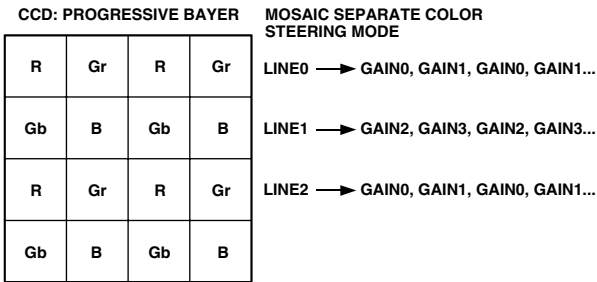 CCD: PROGRESSIVE BAYER
MOSAIC SEPARATE COLOR
STEERING MODE
R Gr R Gr
LINE0 GAIN0, GAIN1, GAIN0, GAIN1...
Gb B Gb B
LINE1 GAIN2, GAIN3, GAIN2, GAIN3...
R Gr R Gr
LINE2 GAIN0, GAIN1, GAIN0, GAIN1...
Gb B Gb B